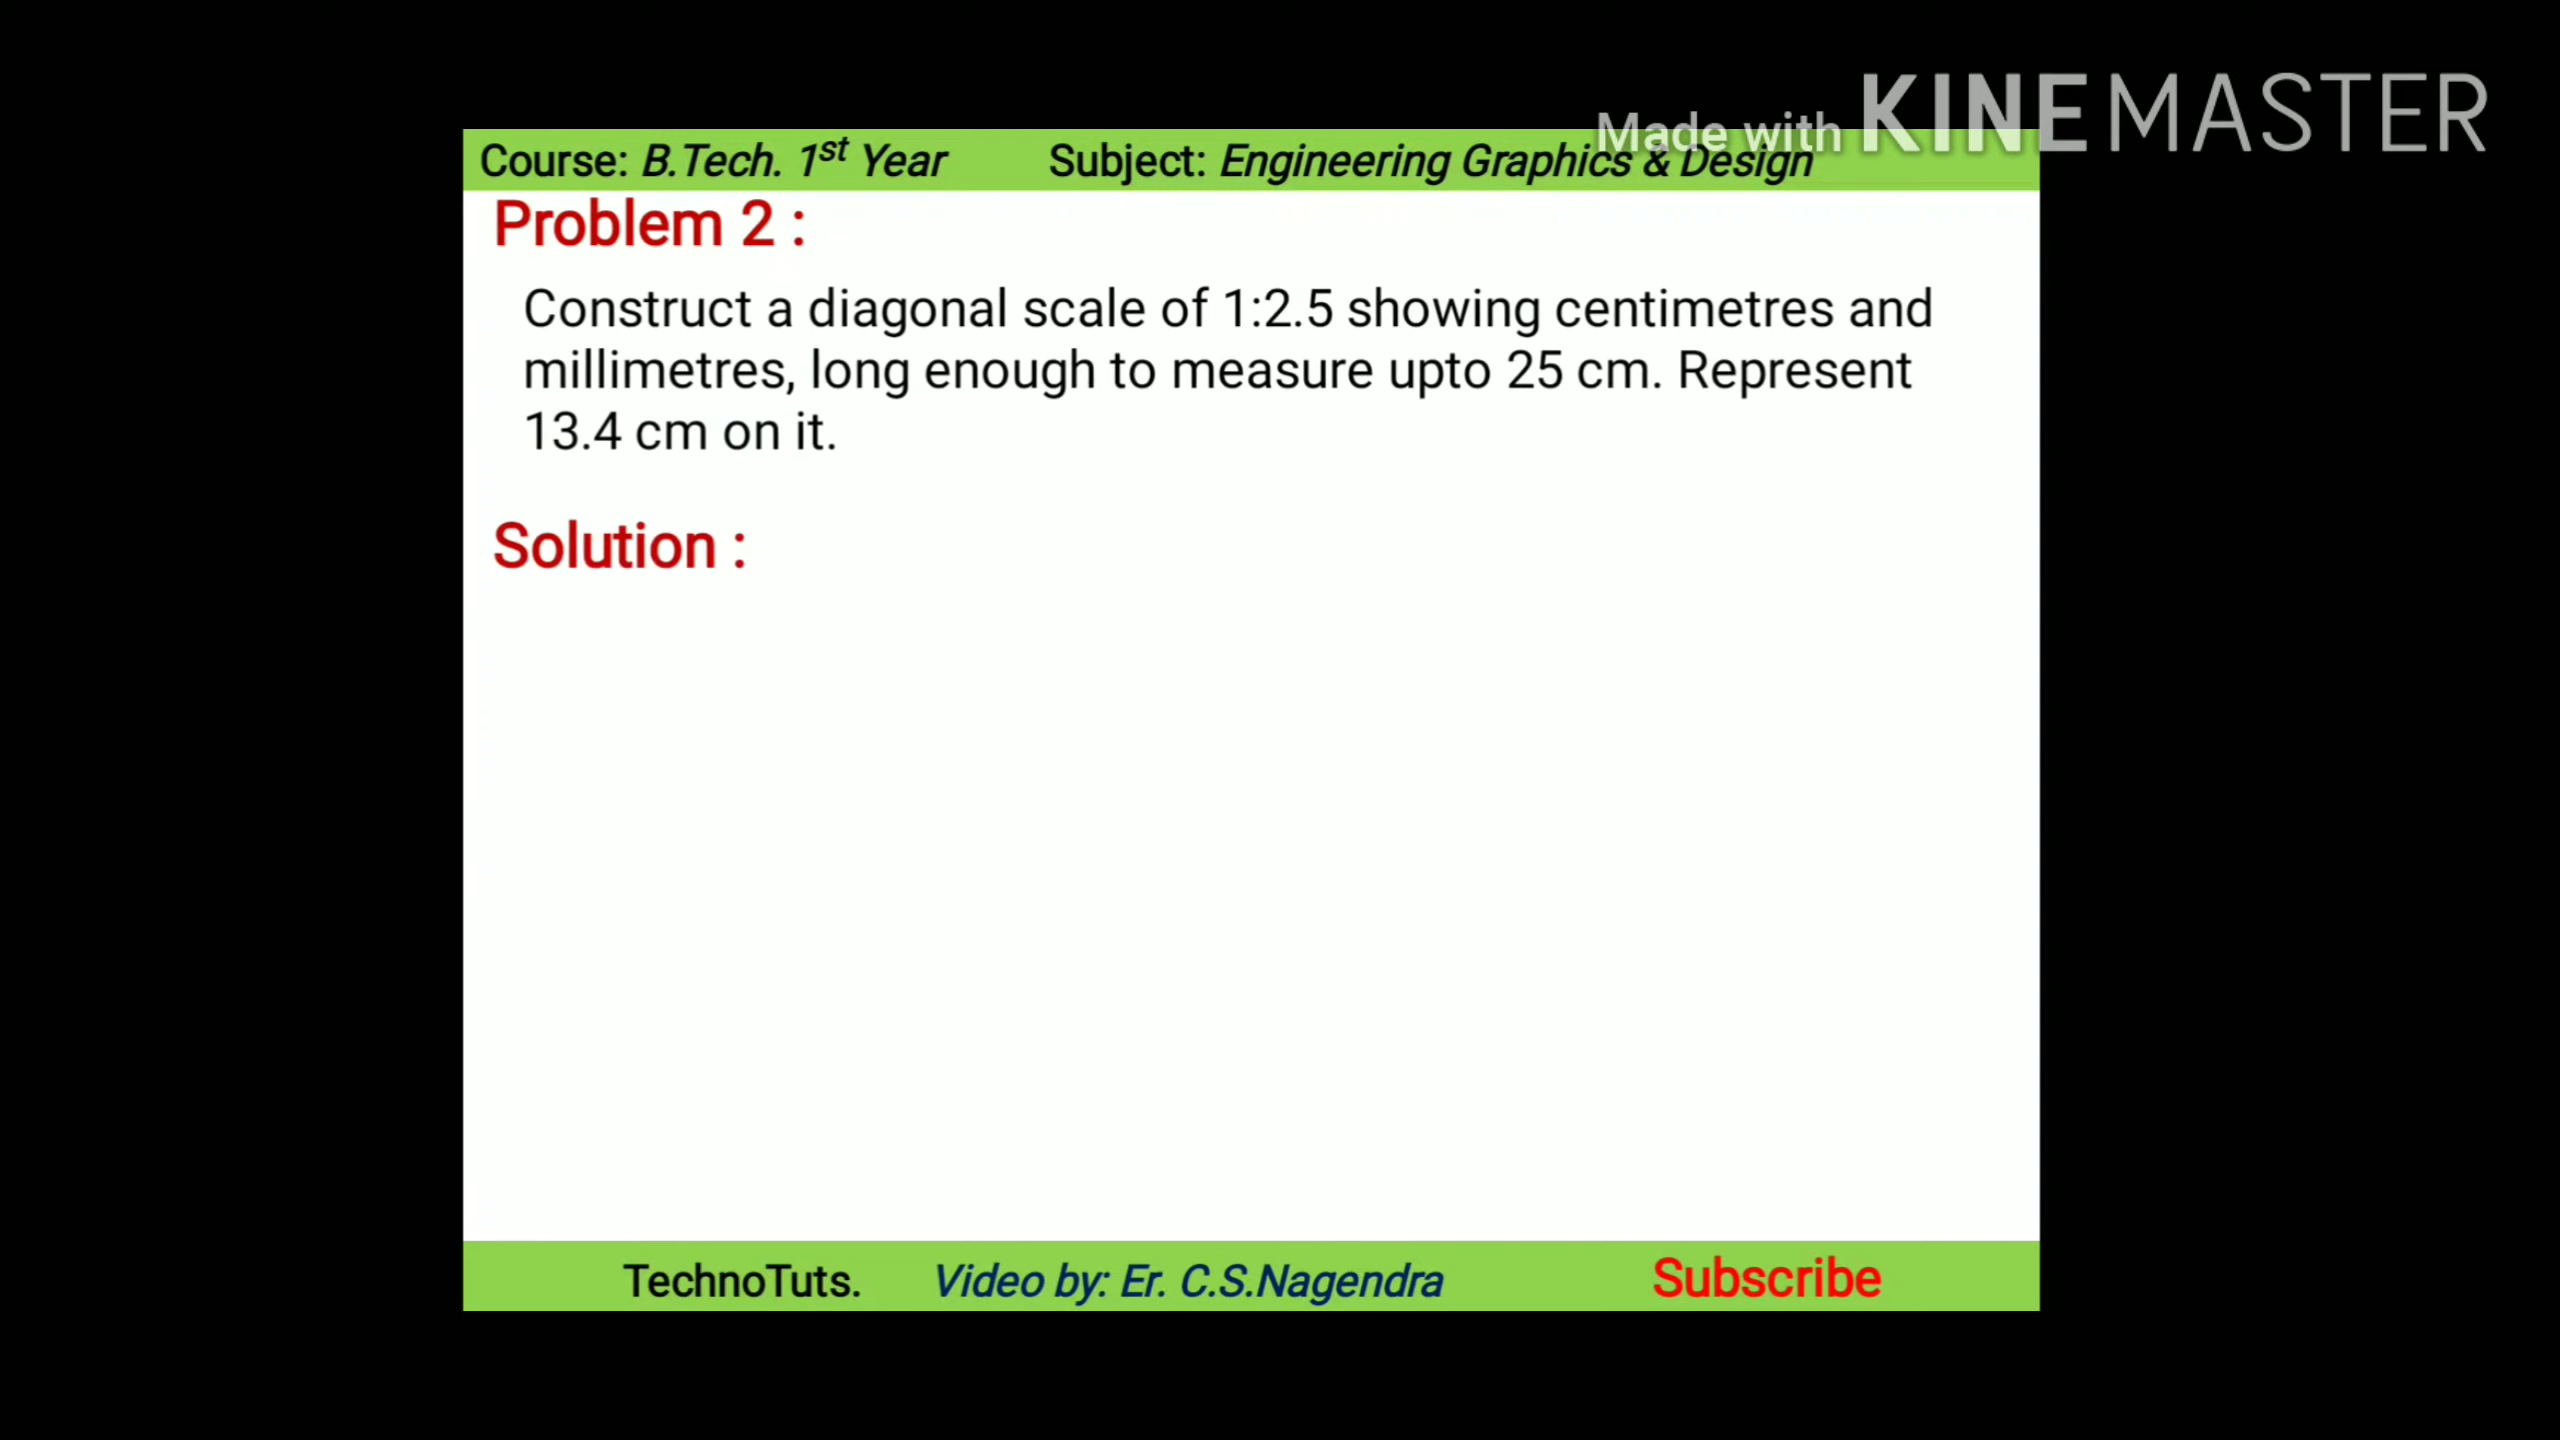 Made with KINEMASTER
Course: B.Tech. 1st Year Subject: Engineering Graphics & Design
Problem 2 :
Construct a diagonal scale of 1:2.5 showing centimetres and
millimetres, long enough to measure upto 25 cm. Represent
13.4 cm on it.
Solution :
TechnoTuts. Video by: Er. C.S.Nagendra Subscribe